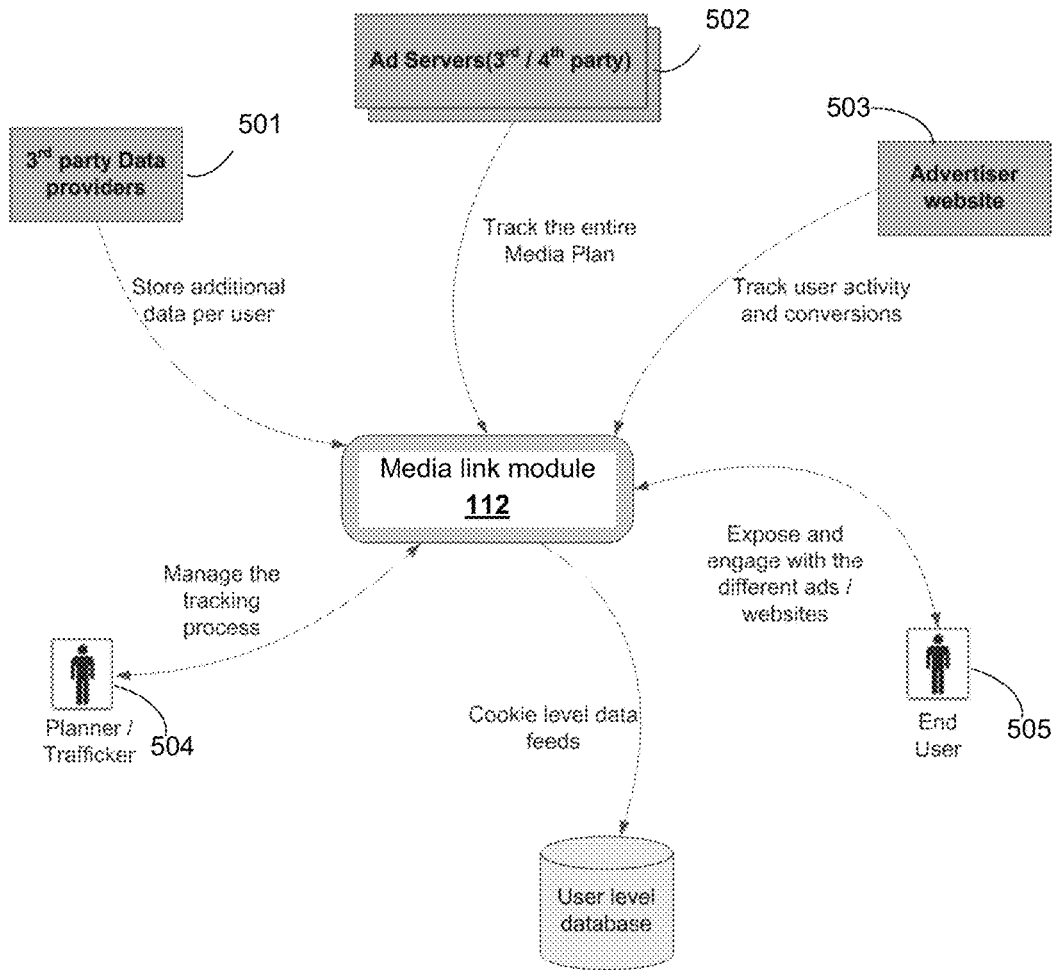 502
Ad Servers(3rd / 4th party)
501
503
3rd party Data
providers
Advertiser
website
Track the entire
Media Plan
Store additional
data per user
Track user activity
and conversions
Media link module
112
Expose and
engage with the
different ads /
websites
Manage the
tracking
process
Planner /
Trafficker
504
Cookie level data
feeds
End
User
505
User level
database